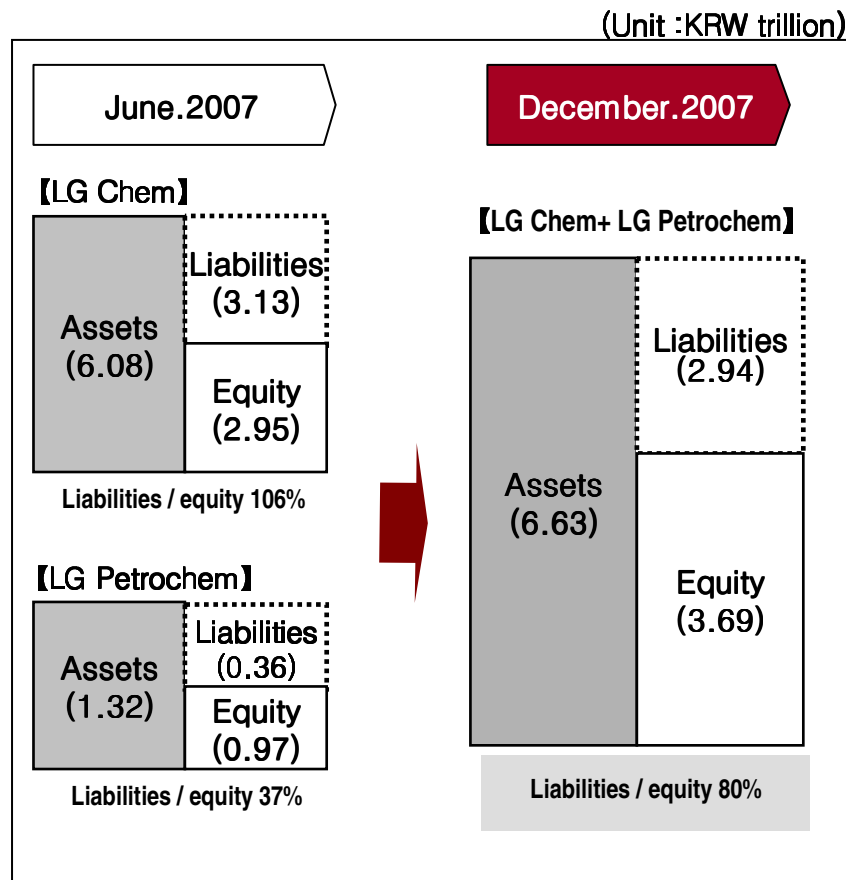 (Unit :KRW trillion)
June.2007
December.2007
【LG Chem】
Assets
(6.08)
Liabilities
(3.13)
Equity
(2.95)
Liabilities / equity 106%
【LG Petrochem】
Assets
(1.32)
Liabilities
(0.36)
Equity
(0.97)
Liabilities / equity 37%
【LG Chem+ LG Petrochem】
Assets
(6.63)
Liabilities
(2.94)
Equity
(3.69)
Liabilities / equity 80%